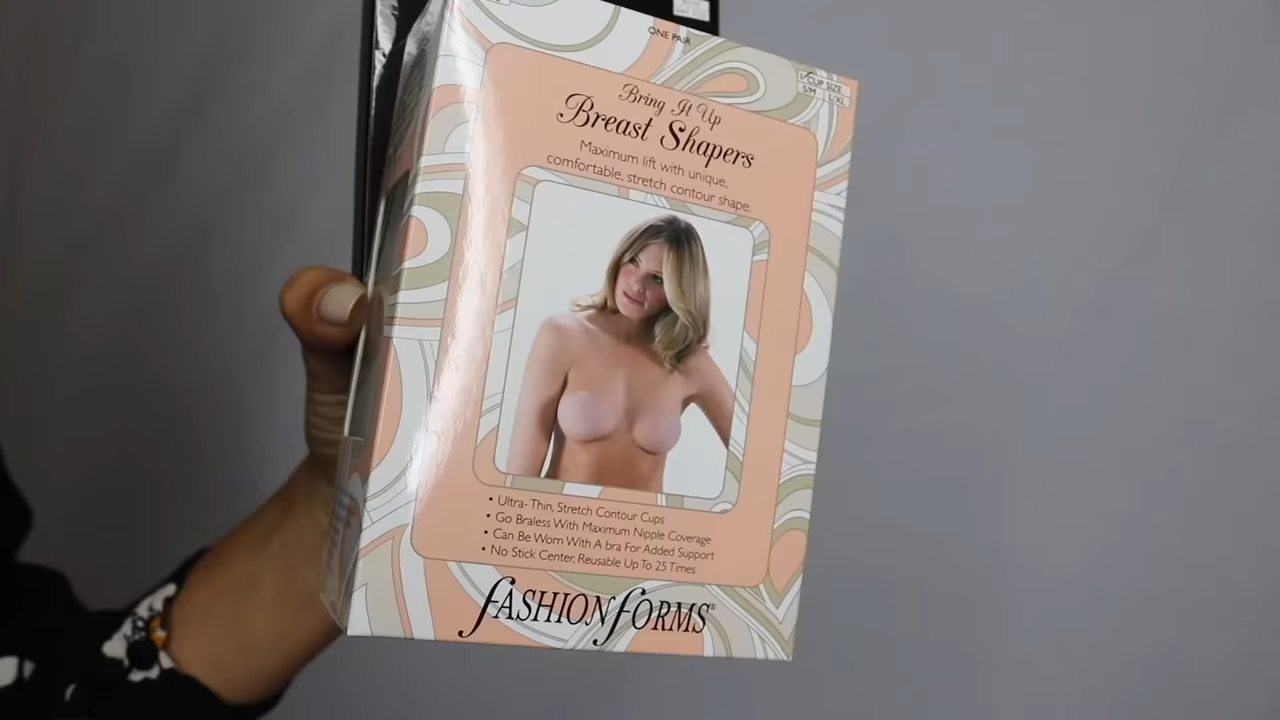 ONE PAIR
CUP SIZE
S/M L/XL
Bring It Up
Breast Shapers
Maximum lift with unique,
comfortable, stretch contour shape.
• Ultra-Thin, Stretch Contour Cups
• Go Braless With Maximum Nipple Coverage
• Can Be Worn With A bra For Added Support
• No Stick Center, Reusable Up To 25 Times
fASHION fORMS®